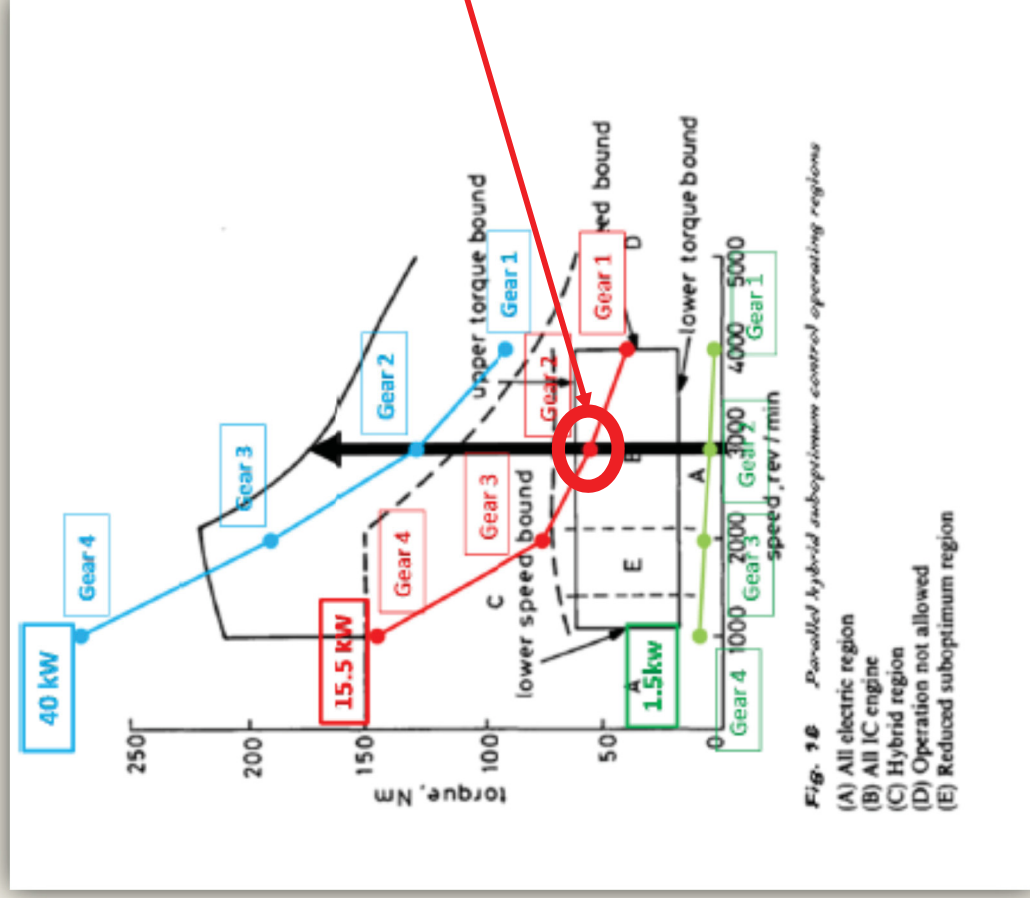 250
200
150
100
50
0
torque, Nm
1000
2000
3000
4000
5000
speed, rev / min
40 kW
Gear 4
Gear 3
Gear 2
Gear 1
15.5 kW
Gear 4
Gear 3
Gear 2
Gear 1
1.5kw
Gear 4
Gear 3
Gear 2
Gear 1
upper torque bound
ed bound
lower torque bound
lower speed bound
A
E
C
B
A
D
Fig. 16 Parallel hybrid suboptimum control operating regions
(A) All electric region
(B) All IC engine
(C) Hybrid region
(D) Operation not allowed
(E) Reduced suboptimum region